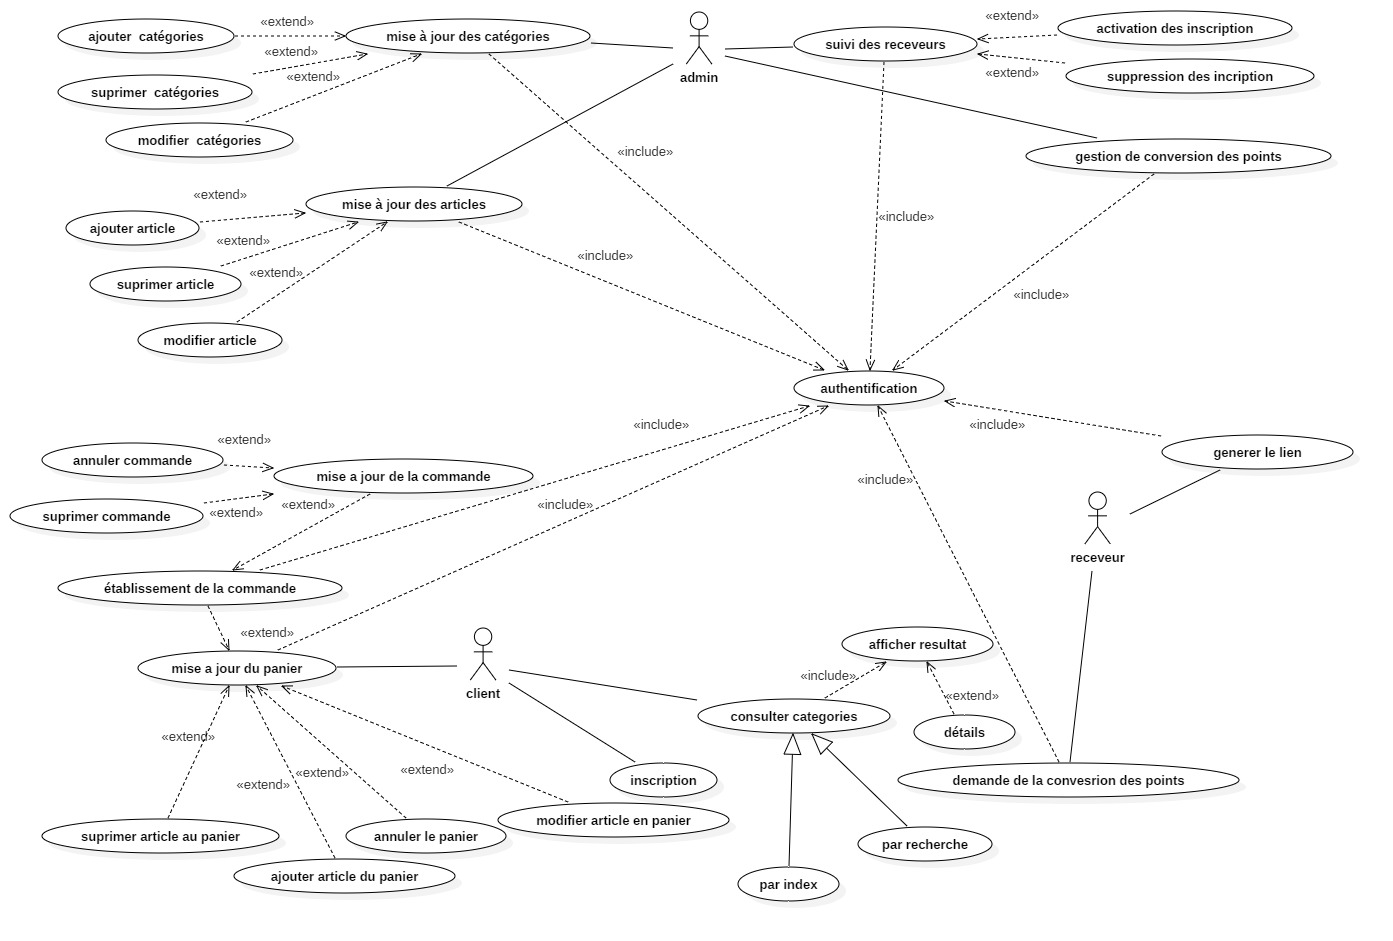 «extend»
ajouter  catégories
mise à jour des catégories
«extend»
suprimer  catégories
«extend»
modifier  catégories
admin
suivi des receveurs
«extend»
activation des inscription
«extend»
suppression des incription
«include»
gestion de conversion des points
«extend»
mise à jour des articles
ajouter article
«extend»
suprimer article
«extend»
modifier article
«include»
«include»
«include»
authentification
«include»
«include»
generer le lien
«extend»
annuler commande
mise a jour de la commande
suprimer commande
«extend»
«extend»
«include»
«include»
receveur
établissement de la commande
«extend»
mise a jour du panier
client
afficher resultat
«include»
«extend»
consulter categories
détails
«extend»
«extend»
«extend»
«extend»
inscription
demande de la convesrion des points
suprimer article au panier
annuler le panier
modifier article en panier
par recherche
ajouter article du panier
par index